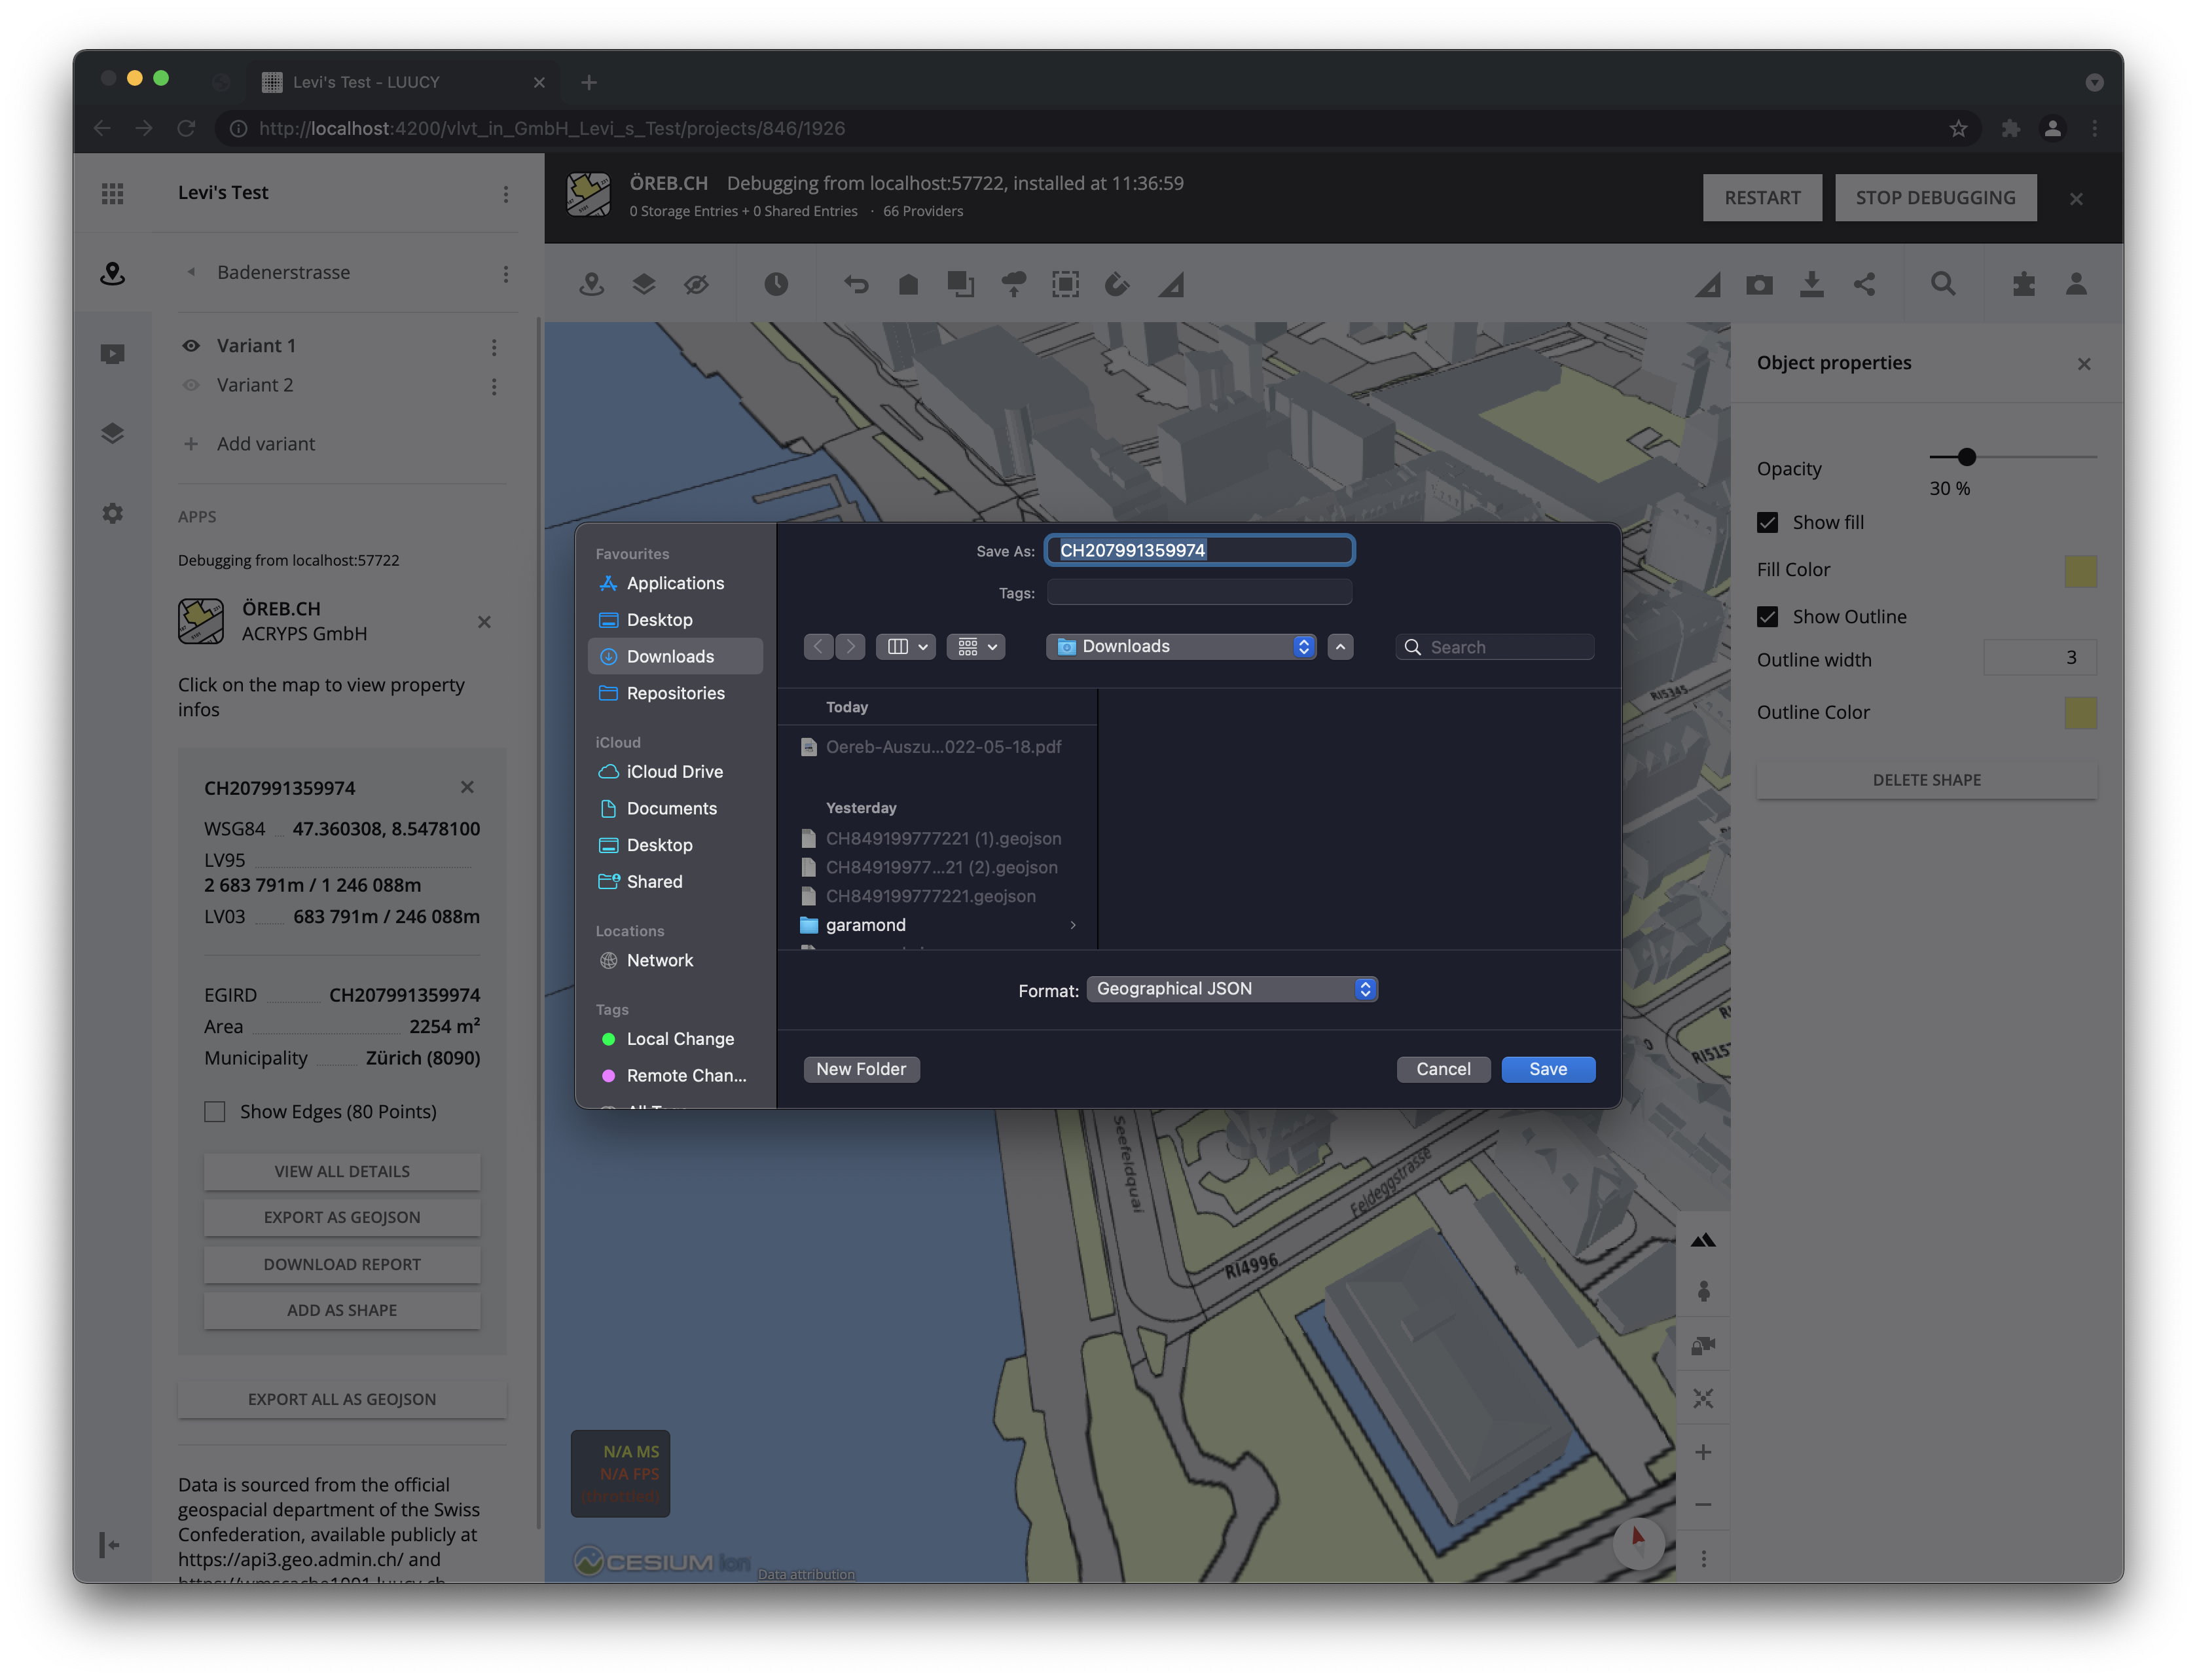 Levi's Test - LUUCY
http://localhost:4200/vlvt_in_GmbH_Levi_s_Test/projects/846/1926
Levi's Test
Badenerstrasse
Variant 1
Variant 2
Add variant
APPS
Debugging from localhost:57722
ÖREB.CH
ACRYPS GmbH
Click on the map to view property
infos
CH207991359974
WSG84 47.360308, 8.5478100
LV95
2 683 791m / 1 246 088m
LV03 683 791m / 246 088m
EGIRD CH207991359974
Area 2254 m²
Municipality Zürich (8090)
Show Edges (80 Points)
VIEW ALL DETAILS
EXPORT AS GEOJSON
DOWNLOAD REPORT
ADD AS SHAPE
EXPORT ALL AS GEOJSON
Data is sourced from the official
geospacial department of the Swiss
Confederation, available publicly at
https://api3.geo.admin.ch/ and
https://wmscache1001.luucy.ch
ÖREB.CH Debugging from localhost:57722, installed at 11:36:59
0 Storage Entries + 0 Shared Entries · 66 Providers
RESTART
STOP DEBUGGING
Favourites
Applications
Desktop
Downloads
Repositories
iCloud
iCloud Drive
Documents
Desktop
Shared
Locations
Network
Tags
Local Change
Remote Chan...
All Tags
Save As: CH207991359974
Tags:
Downloads
Search
Today
Oereb-Auszu...022-05-18.pdf
Yesterday
CH849199777221 (1).geojson
CH84919977...21 (2).geojson
CH849199777221.geojson
garamond
Format: Geographical JSON
New Folder
Cancel
Save
RI5345
RI5157
Seefeldquai
Feldeggstrasse
RI4996
N/A MS
N/A FPS
(throttled)
CESIUM ion
Data attribution
Object properties
Opacity
30 %
Show fill
Fill Color
Show Outline
Outline width 3
Outline Color
DELETE SHAPE